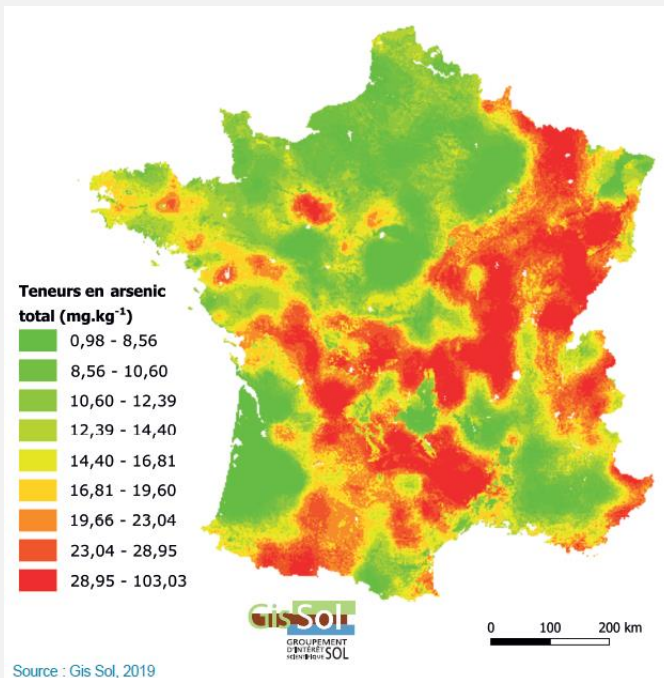 Teneurs en arsenic
total (mg.kg⁻¹)
0,98 - 8,56
8,56 - 10,60
10,60 - 12,39
12,39 - 14,40
14,40 - 16,81
16,81 - 19,60
19,66 - 23,04
23,04 - 28,95
28,95 - 103,03
Gis Sol
GROUPEMENT
D'INTÉRÊT
SCIENTIFIQUE SOL
0 100 200 km
Source : Gis Sol, 2019